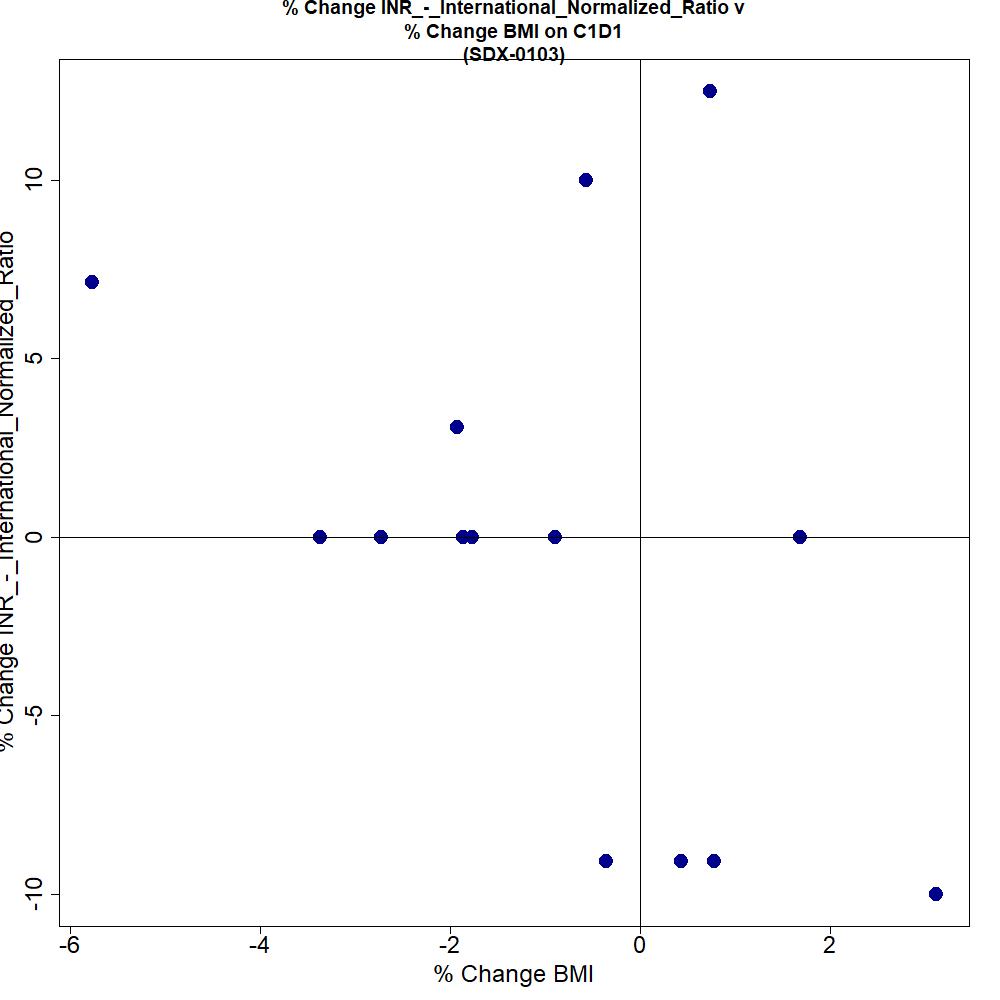 % Change INR_-_International_Normalized_Ratio v
% Change BMI on C1D1
(SDX-0103)
% Change INR_-_International_Normalized_Ratio
10
5
0
-5
-10
-6
-4
-2
0
2
% Change BMI